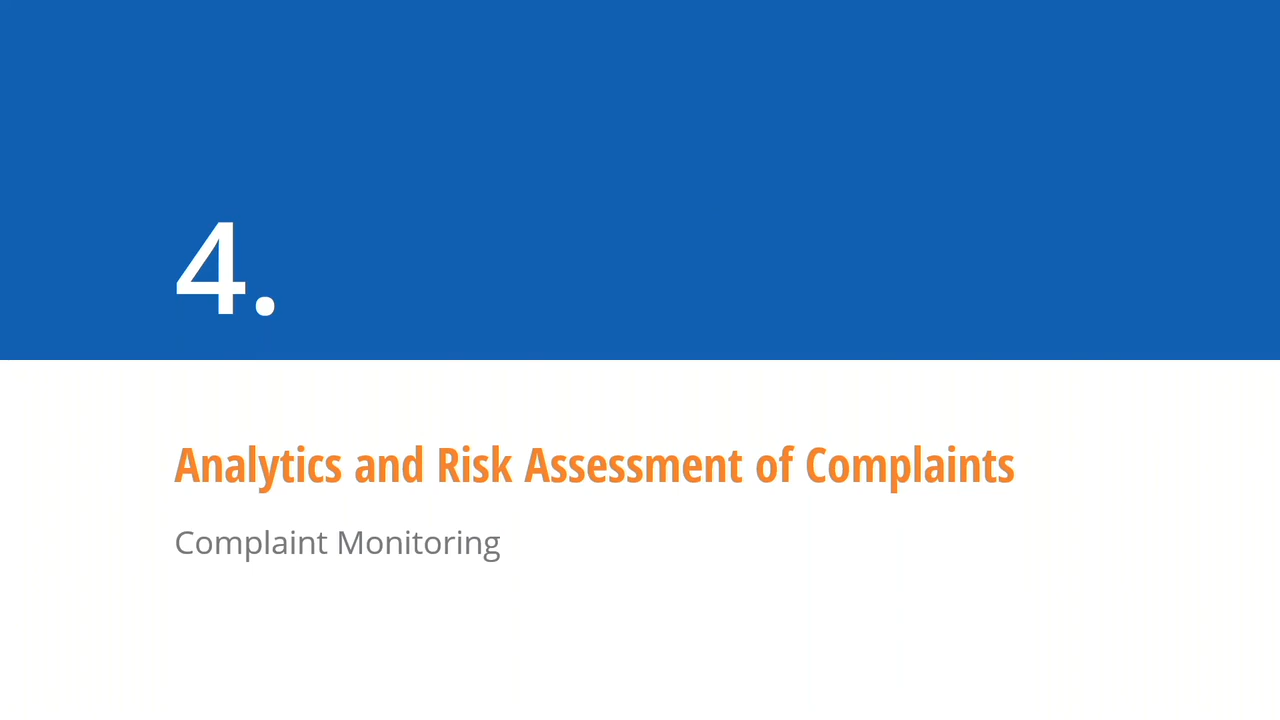 4.
Analytics and Risk Assessment of Complaints
Complaint Monitoring